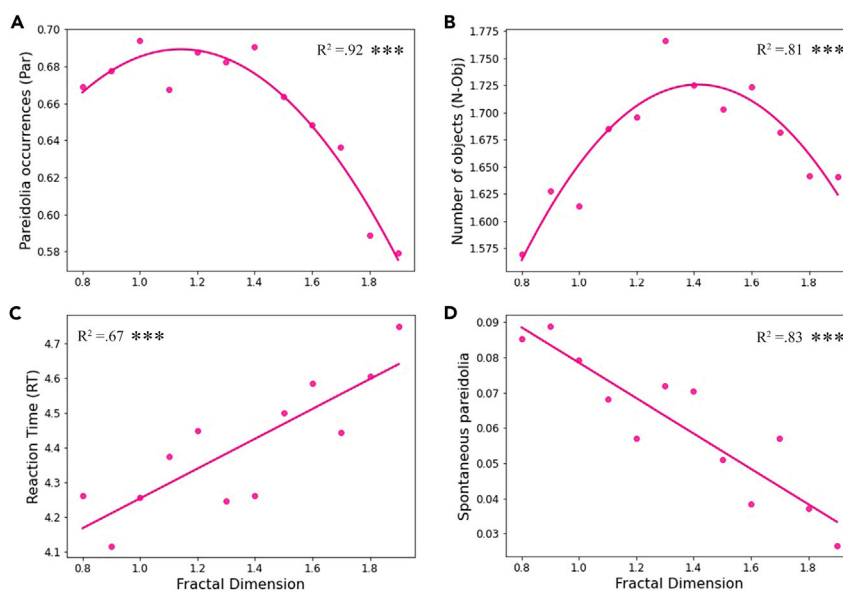 A
Pareidolia occurrences (Par)
0.70
0.68
0.66
0.64
0.62
0.60
0.58
R² =.92 ***
0.8 1.0 1.2 1.4 1.6 1.8
B
Number of objects (N-Obj)
1.775
1.750
1.725
1.700
1.675
1.650
1.625
1.600
1.575
R² =.81 ***
0.8 1.0 1.2 1.4 1.6 1.8
C
Reaction Time (RT)
4.7
4.6
4.5
4.4
4.3
4.2
4.1
R² =.67 ***
0.8 1.0 1.2 1.4 1.6 1.8
Fractal Dimension
D
Spontaneous pareidolia
0.09
0.08
0.07
0.06
0.05
0.04
0.03
R² =.83 ***
0.8 1.0 1.2 1.4 1.6 1.8
Fractal Dimension